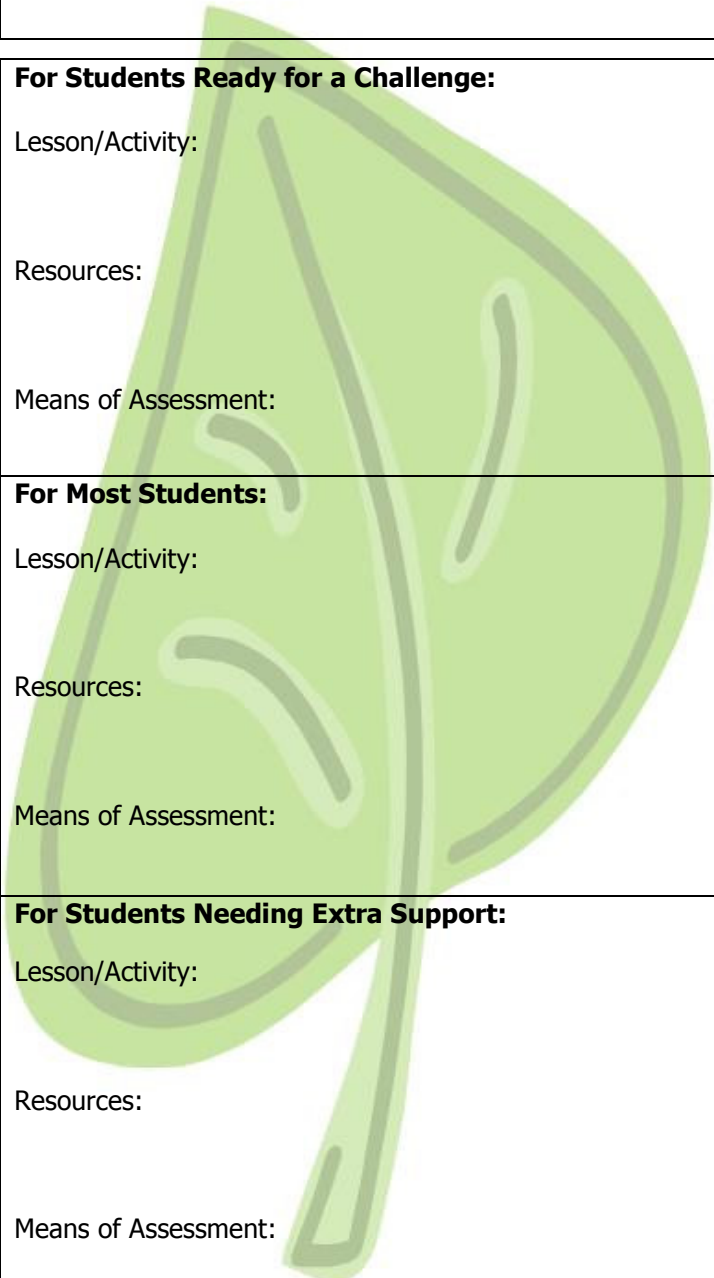 For Students Ready for a Challenge:
Lesson/Activity:
Resources:
Means of Assessment:
For Most Students:
Lesson/Activity:
Resources:
Means of Assessment:
For Students Needing Extra Support:
Lesson/Activity:
Resources:
Means of Assessment: